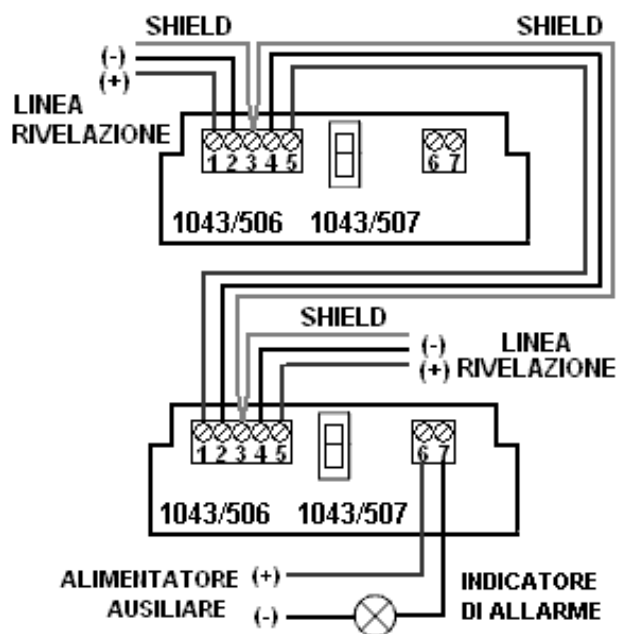 SHIELD SHIELD
(-)
(+)
LINEA
RIVELAZIONE
1 2 3 4 5 6 7
1043/506 1043/507
SHIELD
(-) LINEA
(+) RIVELAZIONE
1 2 3 4 5 6 7
1043/506 1043/507
ALIMENTATORE (+) INDICATORE
AUSILIARE (-) DI ALLARME